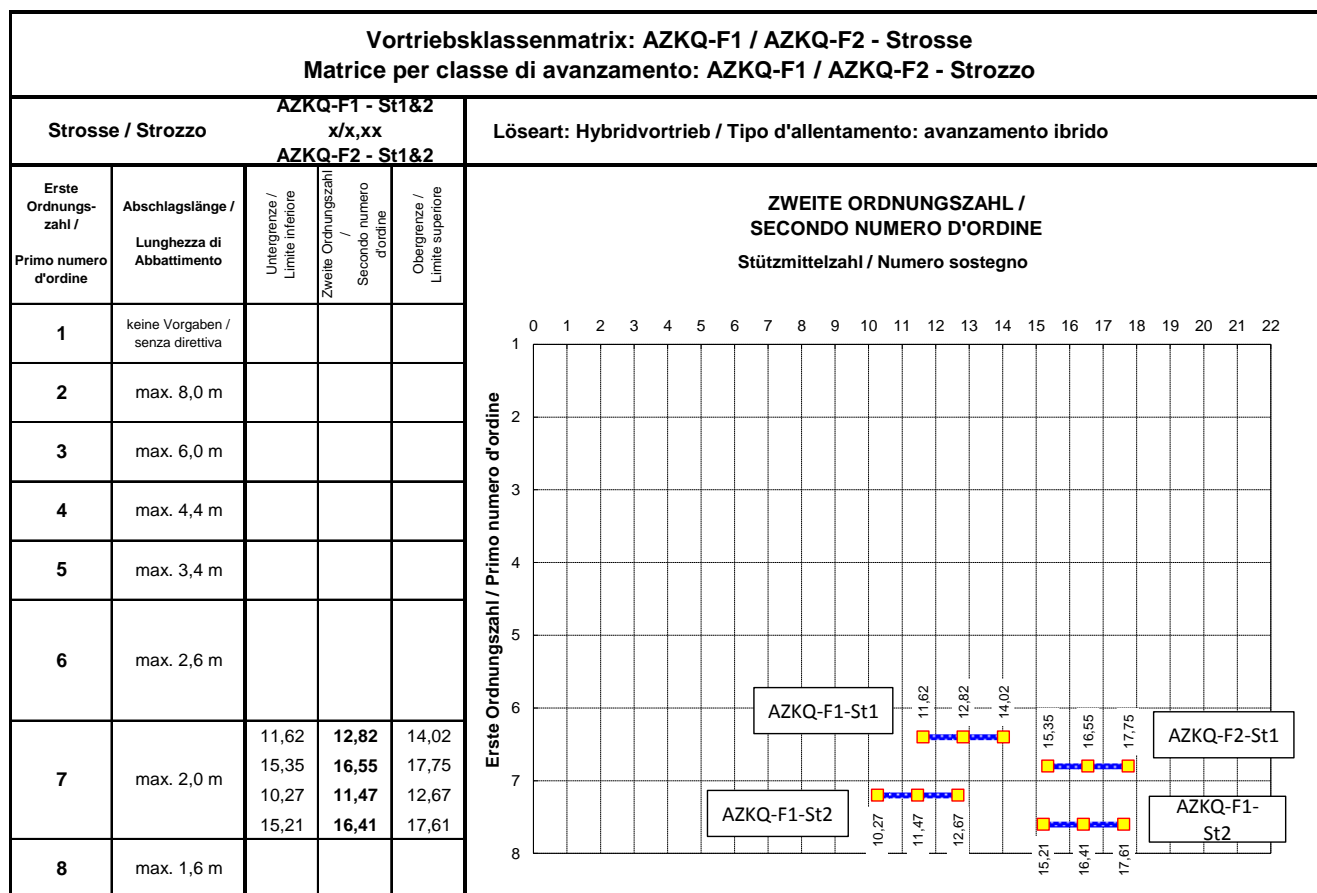 Vortriebsklassenmatrix: AZKQ-F1 / AZKQ-F2 - Strosse
Matrice per classe di avanzamento: AZKQ-F1 / AZKQ-F2 - Strozzo
Strosse / Strozzo
AZKQ-F1 - St1&2
x/x,xx
AZKQ-F2 - St1&2
Löseart: Hybridvortrieb / Tipo d'allentamento: avanzamento ibrido
Erste
Ordnungs-
zahl /
Primo numero
d'ordine
Abschlagslänge /
Lunghezza di
Abbattimento
Untergrenze /
Limite inferiore
Zweite Ordnungszahl
/
Secondo numero
d'ordine
Obergrenze /
Limite superiore
1 keine Vorgaben /
senza direttiva
2 max. 8,0 m
3 max. 6,0 m
4 max. 4,4 m
5 max. 3,4 m
6 max. 2,6 m
7 max. 2,0 m
11,62 12,82 14,02
15,35 16,55 17,75
10,27 11,47 12,67
15,21 16,41 17,61
8 max. 1,6 m
ZWEITE ORDNUNGSZAHL /
SECONDO NUMERO D'ORDINE
Stützmittelzahl / Numero sostegno
0 1 2 3 4 5 6 7 8 9 10 11 12 13 14 15 16 17 18 19 20 21 22
Erste Ordnungszahl / Primo numero d'ordine
1
2
3
4
5
6
7
8
AZKQ-F1-St1
11,62 12,82 14,02
15,35 16,55 17,75
AZKQ-F2-St1
AZKQ-F1-St2
10,27 11,47 12,67
15,21 16,41 17,61
AZKQ-F1-
St2